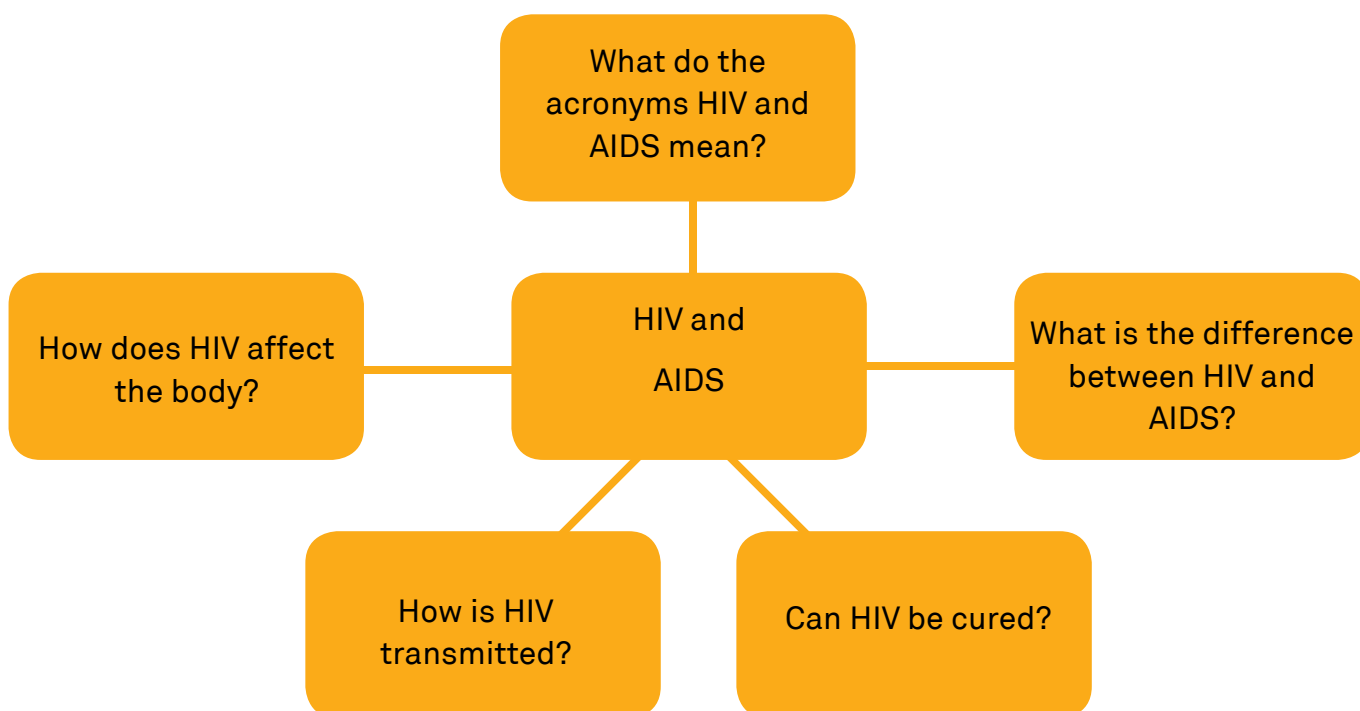 What do the
acronyms HIV and
AIDS mean?
How does HIV affect
the body?
HIV and
AIDS
What is the difference
between HIV and
AIDS?
How is HIV
transmitted?
Can HIV be cured?